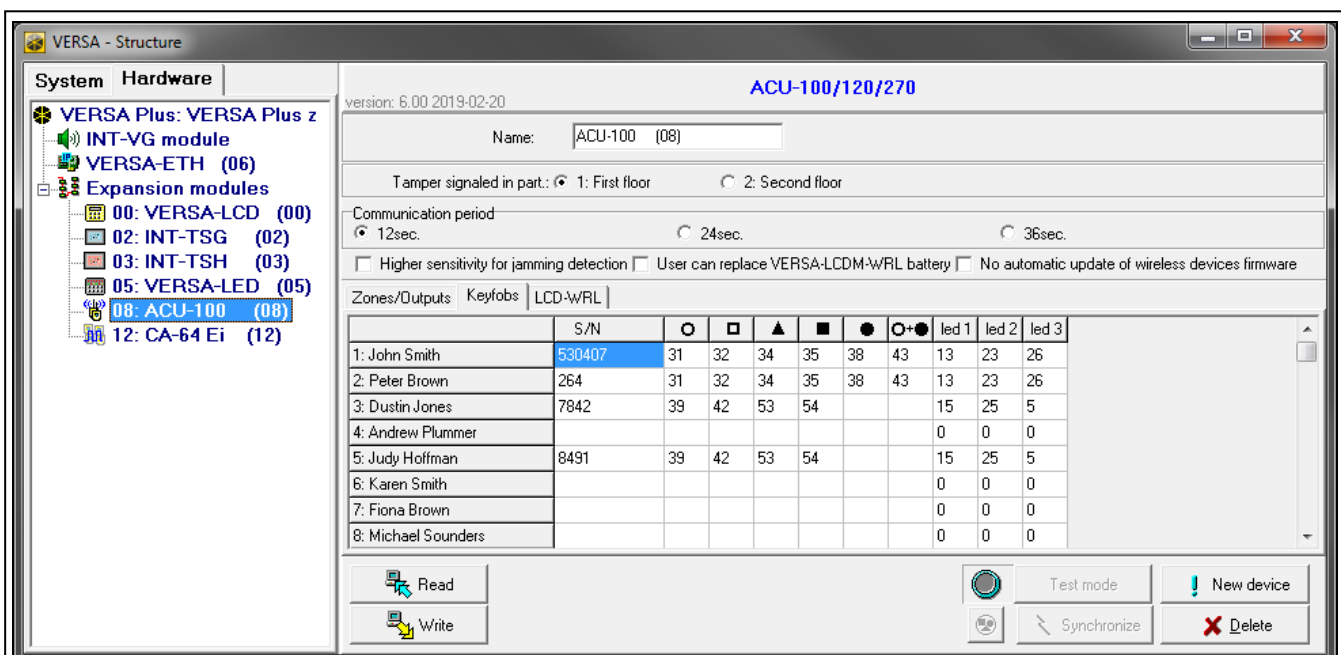 VERSA - Structure
System Hardware
VERSA Plus: VERSA Plus z
INT-VG module
VERSA-ETH (06)
Expansion modules
00: VERSA-LCD (00)
02: INT-TSG (02)
03: INT-TSH (03)
05: VERSA-LED (05)
08: ACU-100 (08)
12: CA-64 Ei (12)
ACU-100/120/270
version: 6.00 2019-02-20
Name: ACU-100 (08)
Tamper signaled in part.: 1: First floor 2: Second floor
Communication period
12sec. 24sec. 36sec.
Higher sensitivity for jamming detection User can replace VERSA-LCDM-WRL battery No automatic update of wireless devices firmware
Zones/Outputs Keyfobs LCD-WRL
S/N O □ ▲ ■ ● O+● led 1 led 2 led 3
1: John Smith 530407 31 32 34 35 38 43 13 23 26
2: Peter Brown 264 31 32 34 35 38 43 13 23 26
3: Dustin Jones 7842 39 42 53 54 15 25 5
4: Andrew Plummer 0 0 0
5: Judy Hoffman 8491 39 42 53 54 15 25 5
6: Karen Smith 0 0 0
7: Fiona Brown 0 0 0
8: Michael Sounders 0 0 0
Read Test mode New device
Write Synchronize Delete